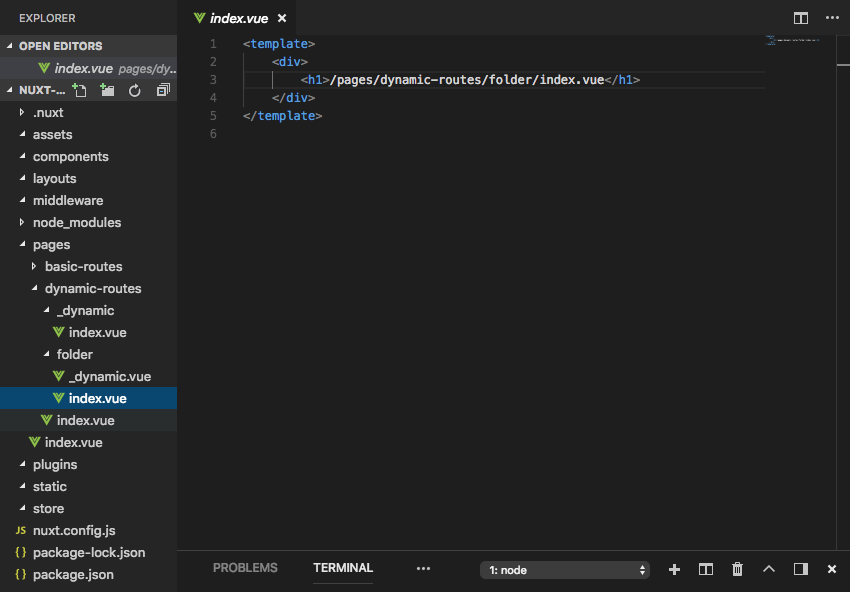 EXPLORER
OPEN EDITORS
index.vue pages/dy...
NUXT-...
.nuxt
assets
components
layouts
middleware
node_modules
pages
basic-routes
dynamic-routes
_dynamic
index.vue
folder
_dynamic.vue
index.vue
index.vue
index.vue
plugins
static
store
JS nuxt.config.js
{} package-lock.json
{} package.json
index.vue ×
1 <template>
2 <div>
3 <h1>/pages/dynamic-routes/folder/index.vue</h1>
4 </div>
5 </template>
6
PROBLEMS TERMINAL ··· 1: node